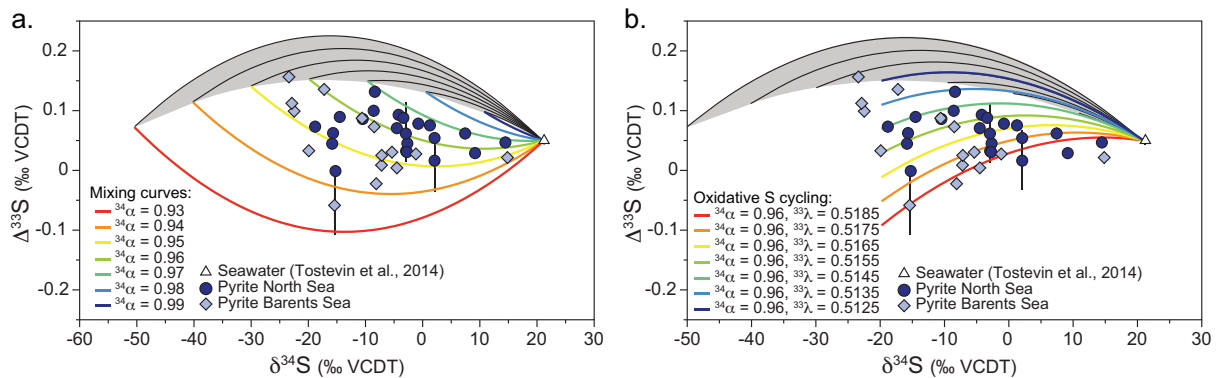 a.
Δ³³S (‰ VCDT)
0.2
0.1
0
-0.1
-0.2
Mixing curves:
³⁴α = 0.93
³⁴α = 0.94
³⁴α = 0.95
³⁴α = 0.96
³⁴α = 0.97
³⁴α = 0.98
³⁴α = 0.99
Seawater (Tostevin et al., 2014)
Pyrite North Sea
Pyrite Barents Sea
-50 -40 -30 -20 -10 0 10 20 30
δ³⁴S (‰ VCDT)
b.
Δ³³S (‰ VCDT)
0.2
0.1
0
-0.1
-0.2
Oxidative S cycling:
³⁴α = 0.96, ³³λ = 0.5185
³⁴α = 0.96, ³³λ = 0.5175
³⁴α = 0.96, ³³λ = 0.5165
³⁴α = 0.96, ³³λ = 0.5155
³⁴α = 0.96, ³³λ = 0.5145
³⁴α = 0.96, ³³λ = 0.5135
³⁴α = 0.96, ³³λ = 0.5125
Seawater (Tostevin et al., 2014)
Pyrite North Sea
Pyrite Barents Sea
-50 -40 -30 -20 -10 0 10 20 30
δ³⁴S (‰ VCDT)